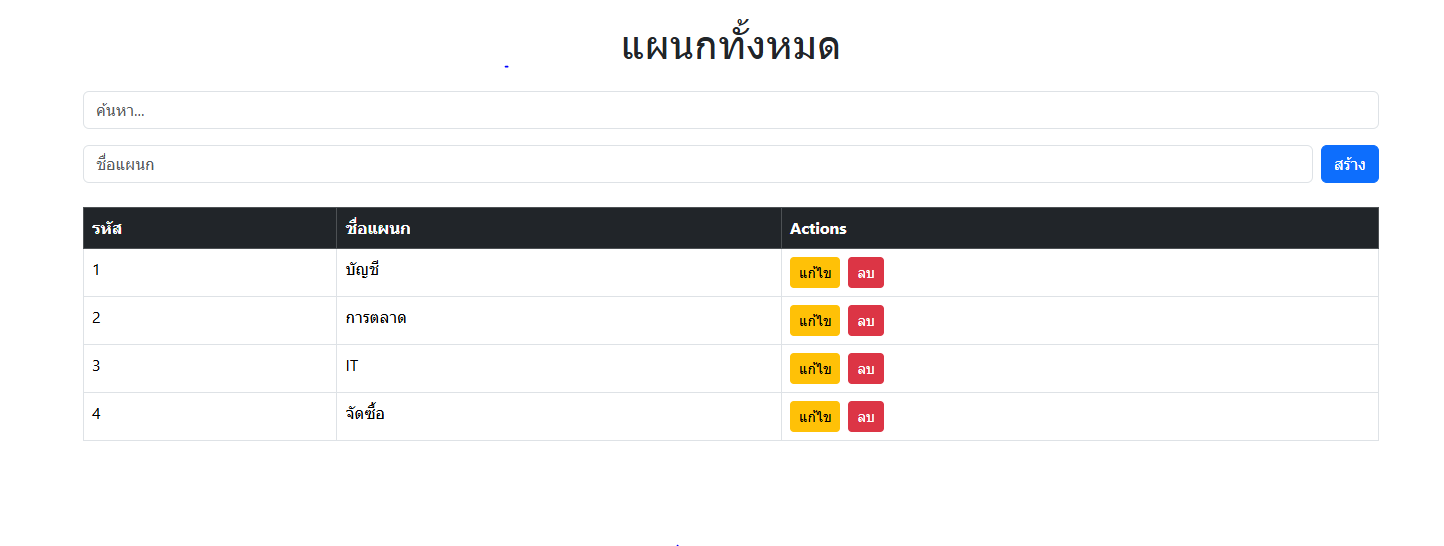 แผนกทั้งหมด
ค้นหา...
ชื่อแผนก สร้าง
รหัส ชื่อแผนก Actions
1 บัญชี แก้ไข ลบ
2 การตลาด แก้ไข ลบ
3 IT แก้ไข ลบ
4 จัดซื้อ แก้ไข ลบ